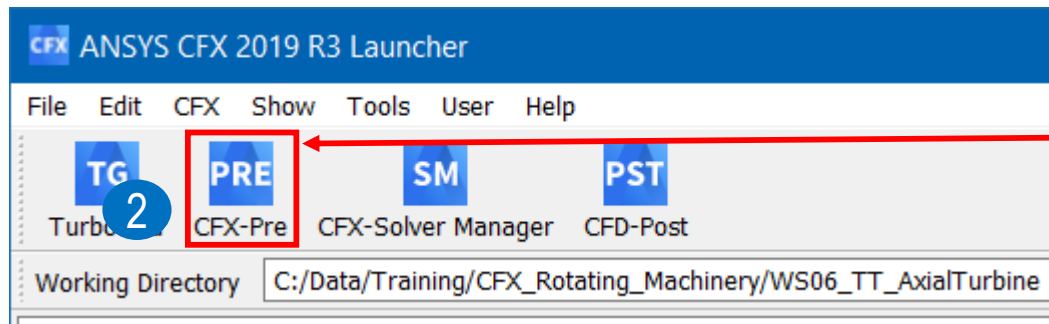 CFX ANSYS CFX 2019 R3 Launcher
File Edit CFX Show Tools User Help
TG PRE SM PST
2
CFX-Pre CFX-Solver Manager CFD-Post
Working Directory C:/Data/Training/CFX_Rotating_Machinery/WS06_TT_AxialTurbine